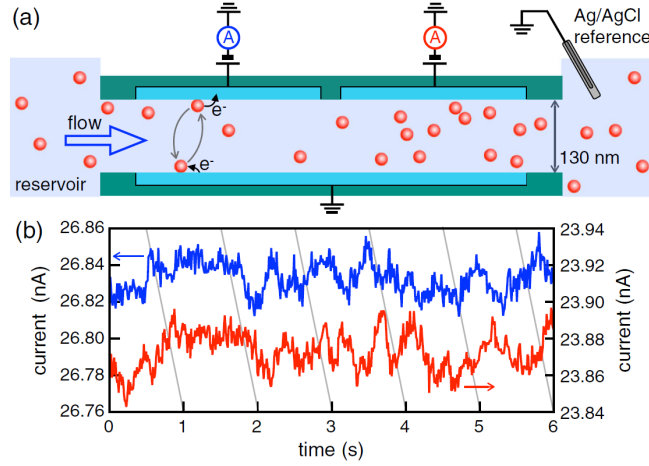 (a)
A
A
Ag/AgCl
reference
flow
e-
e-
130 nm
reservoir
(b)
26.86
26.84
26.82
26.80
26.78
26.76
current (nA)
23.94
23.92
23.90
23.88
23.86
23.84
current (nA)
0 1 2 3 4 5 6
time (s)